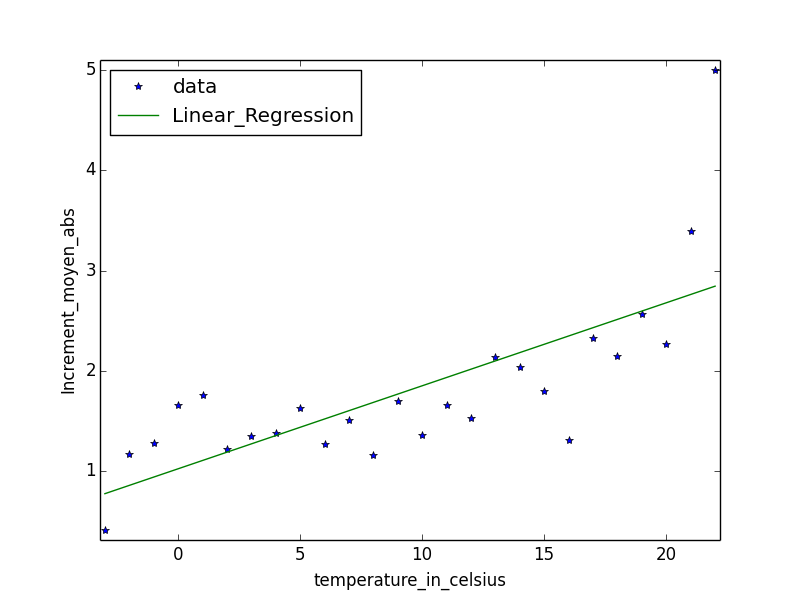 data
Linear_Regression
5
4
3
2
1
Increment_moyen_abs
0 5 10 15 20
temperature_in_celsius